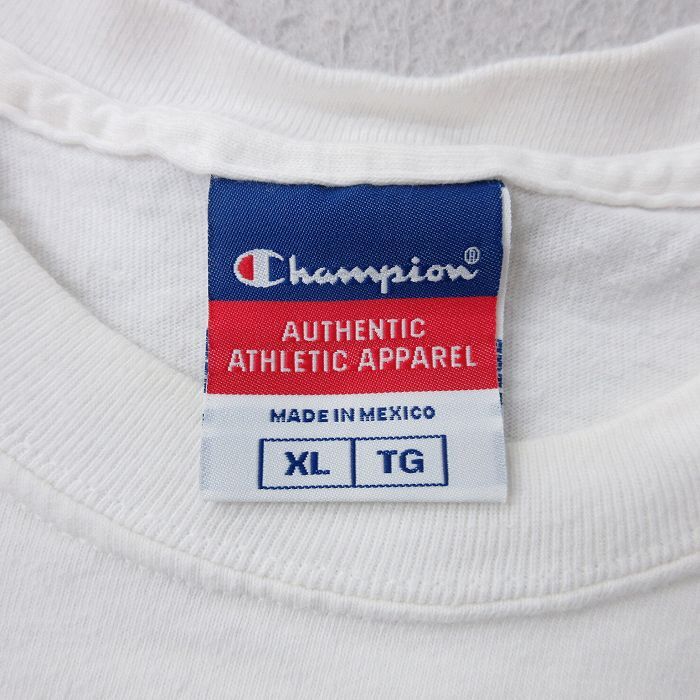 Champion®
AUTHENTIC
ATHLETIC APPAREL
MADE IN MEXICO
XL TG